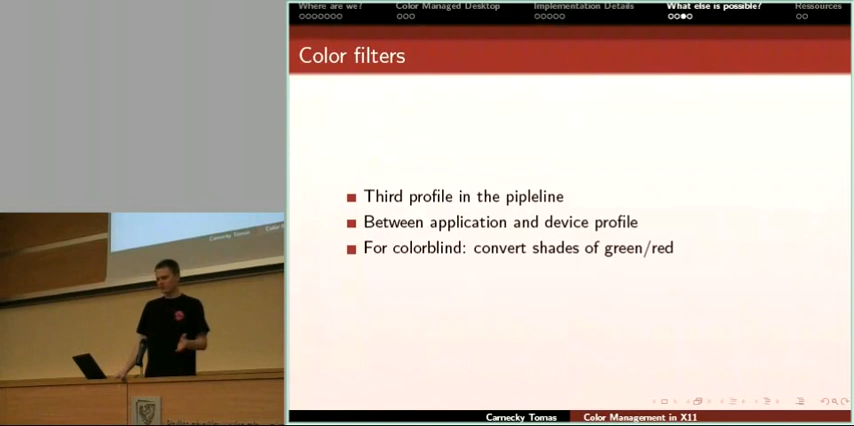 Where are we?
Color Managed Desktop
Implementation Details
What else is possible?
Ressources
Color filters
Third profile in the pipleline
Between application and device profile
For colorblind: convert shades of green/red
Carnecky Tomas
Color Management in X11
Carnecky Tomas